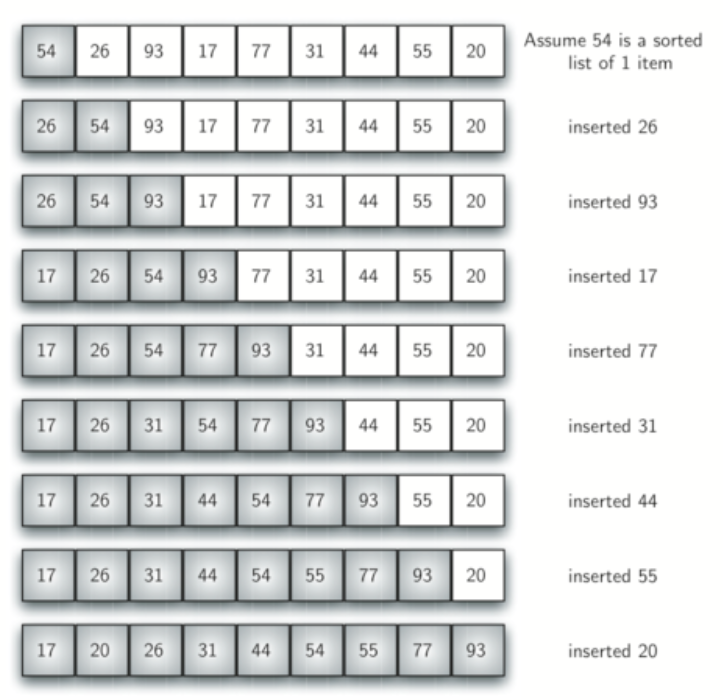 54 26 93 17 77 31 44 55 20 Assume 54 is a sorted
list of 1 item
26 54 93 17 77 31 44 55 20 inserted 26
26 54 93 17 77 31 44 55 20 inserted 93
17 26 54 93 77 31 44 55 20 inserted 17
17 26 54 77 93 31 44 55 20 inserted 77
17 26 31 54 77 93 44 55 20 inserted 31
17 26 31 44 54 77 93 55 20 inserted 44
17 26 31 44 54 55 77 93 20 inserted 55
17 20 26 31 44 54 55 77 93 inserted 20